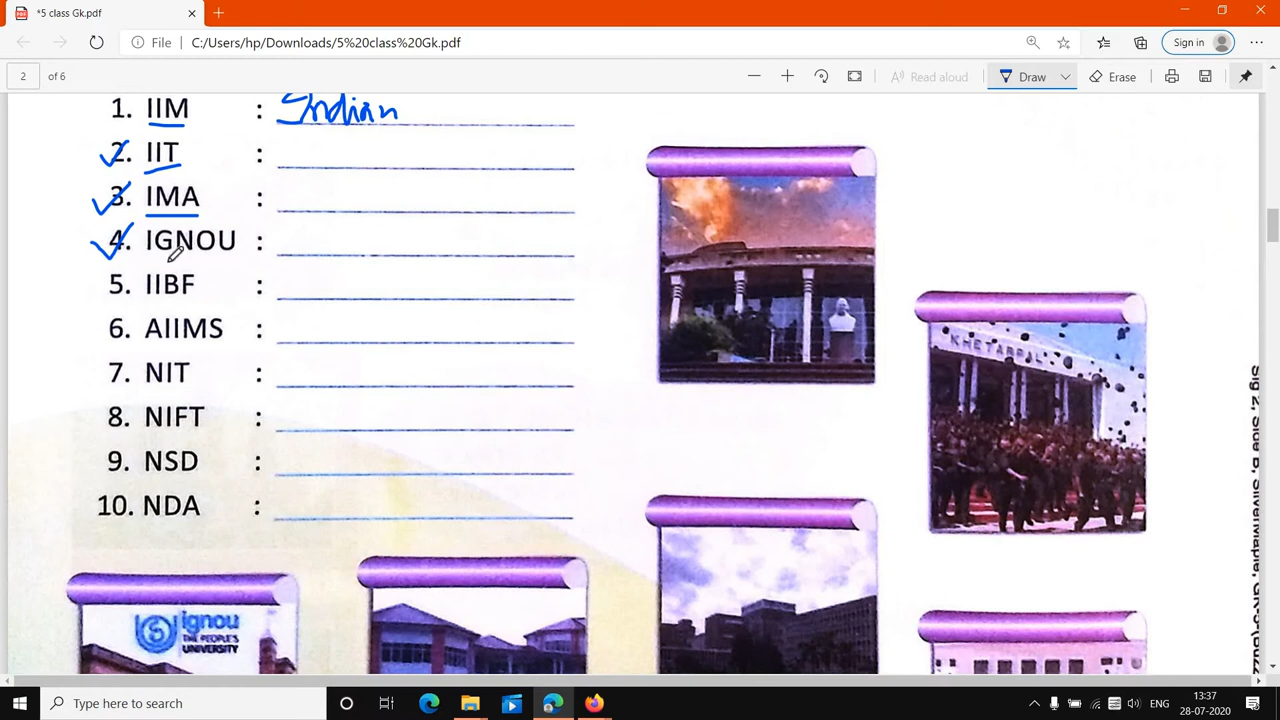 *5 class Gk.pdf
File C:/Users/hp/Downloads/5%20class%20Gk.pdf
Sign in
2 of 6
Read aloud
Draw
Erase
1. IIM : Indian
2. IIT :
3. IMA :
4. IGNOU :
5. IIBF :
6. AIIMS :
7. NIT :
8. NIFT :
9. NSD :
10. NDA :
KHETARPAL
ignou
THE PEOPLE'S
UNIVERSITY
Type here to search
ENG
13:37
28-07-2020